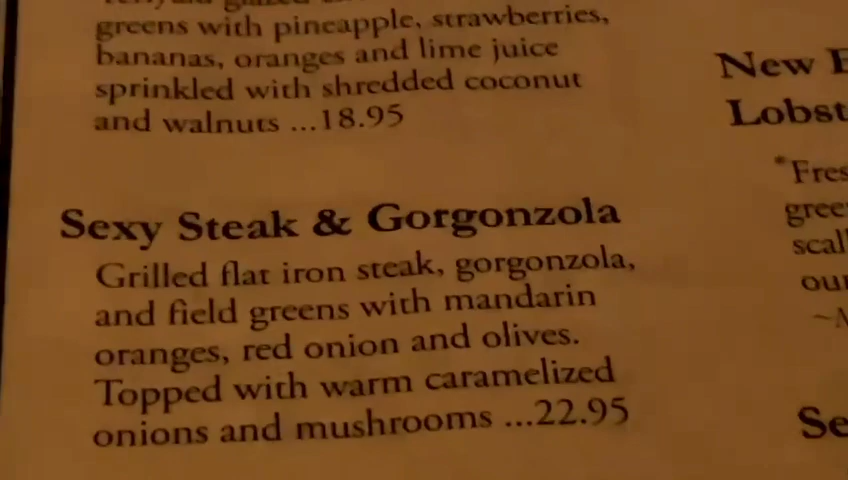 greens with pineapple, strawberries,
bananas, oranges and lime juice
sprinkled with shredded coconut
and walnuts ...18.95
Sexy Steak & Gorgonzola
Grilled flat iron steak, gorgonzola,
and field greens with mandarin
oranges, red onion and olives.
Topped with warm caramelized
onions and mushrooms ...22.95
New
Lobst
*Fres
gree
scal
our
Se